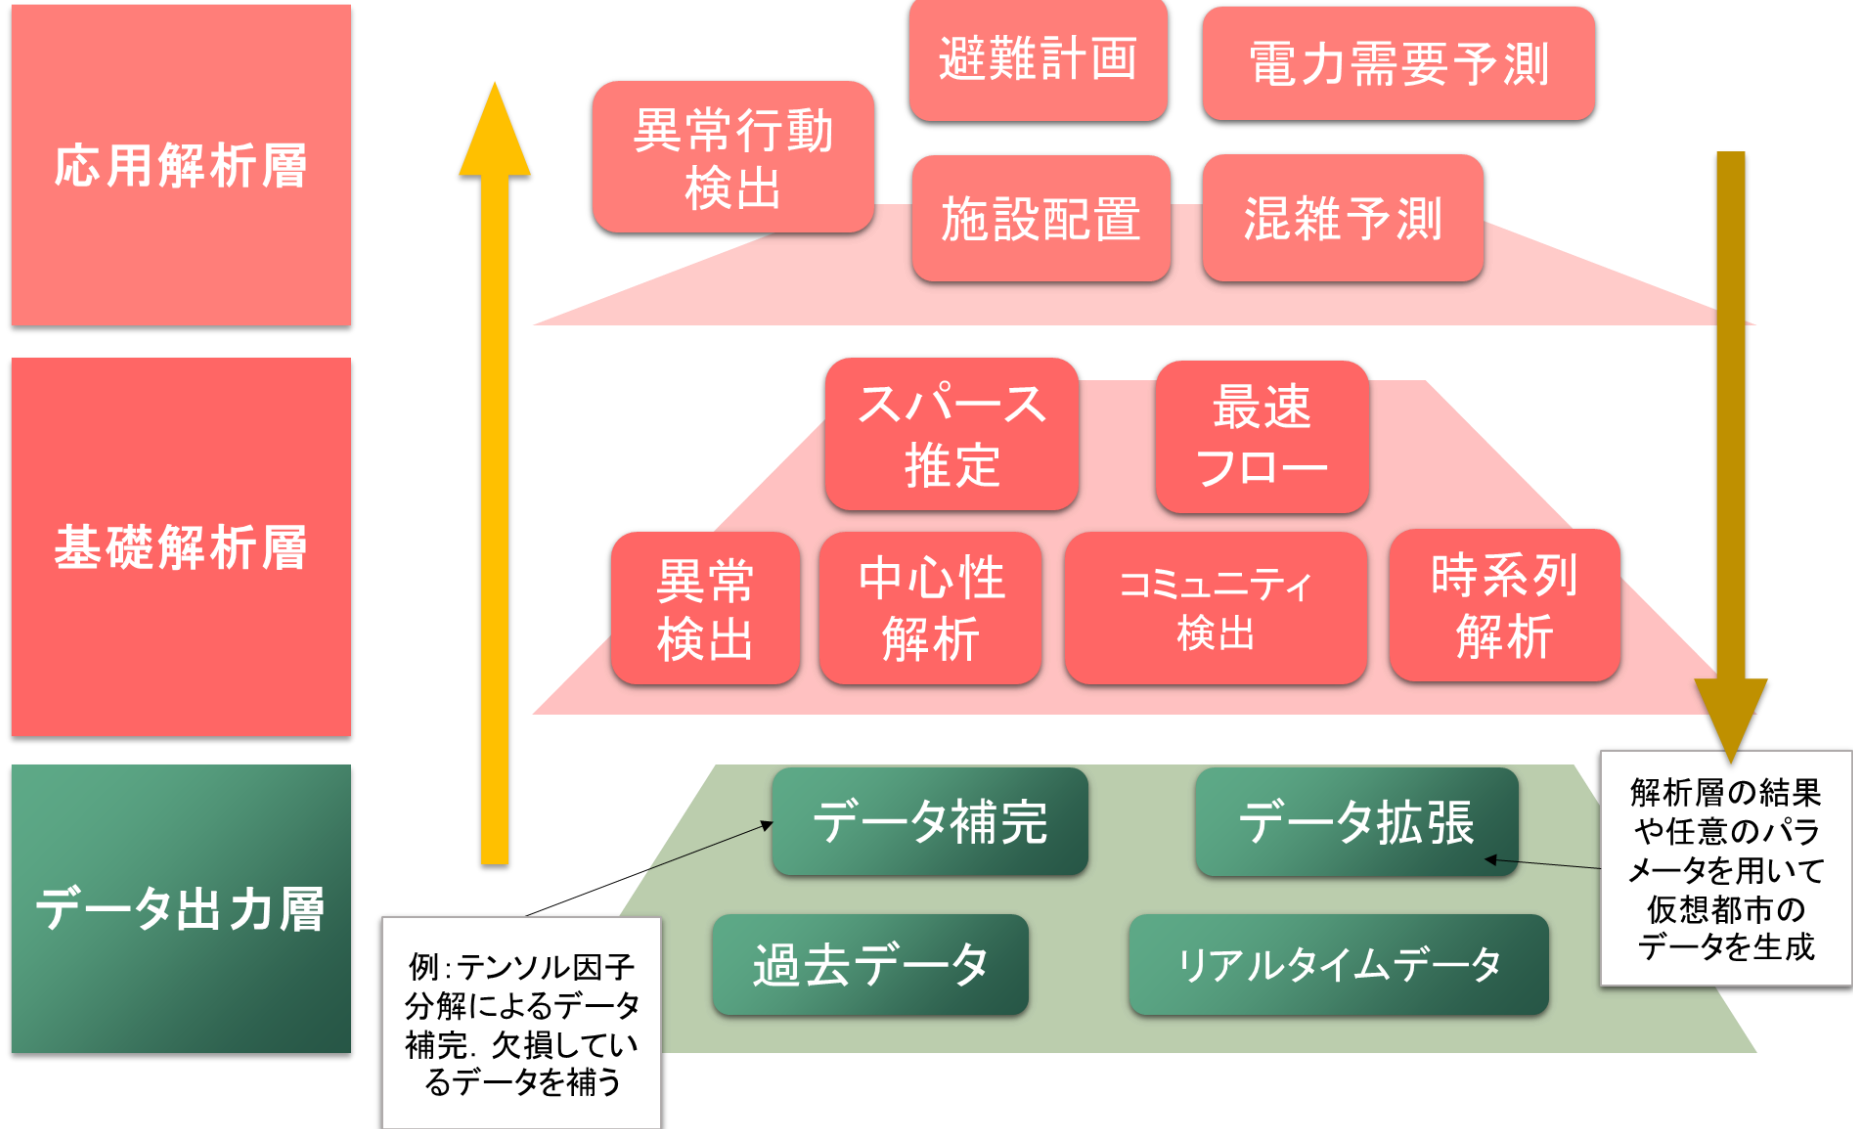 応用解析層
避難計画
電力需要予測
異常行動
検出
施設配置
混雑予測
基礎解析層
スパース
推定
最速
フロー
異常
検出
中心性
解析
コミュニティ
検出
時系列
解析
データ出力層
データ補完
データ拡張
過去データ
リアルタイムデータ
例:テンソル因子
分解によるデータ
補完. 欠損してい
るデータを補う
解析層の結果
や任意のパラ
メータを用いて
仮想都市の
データを生成